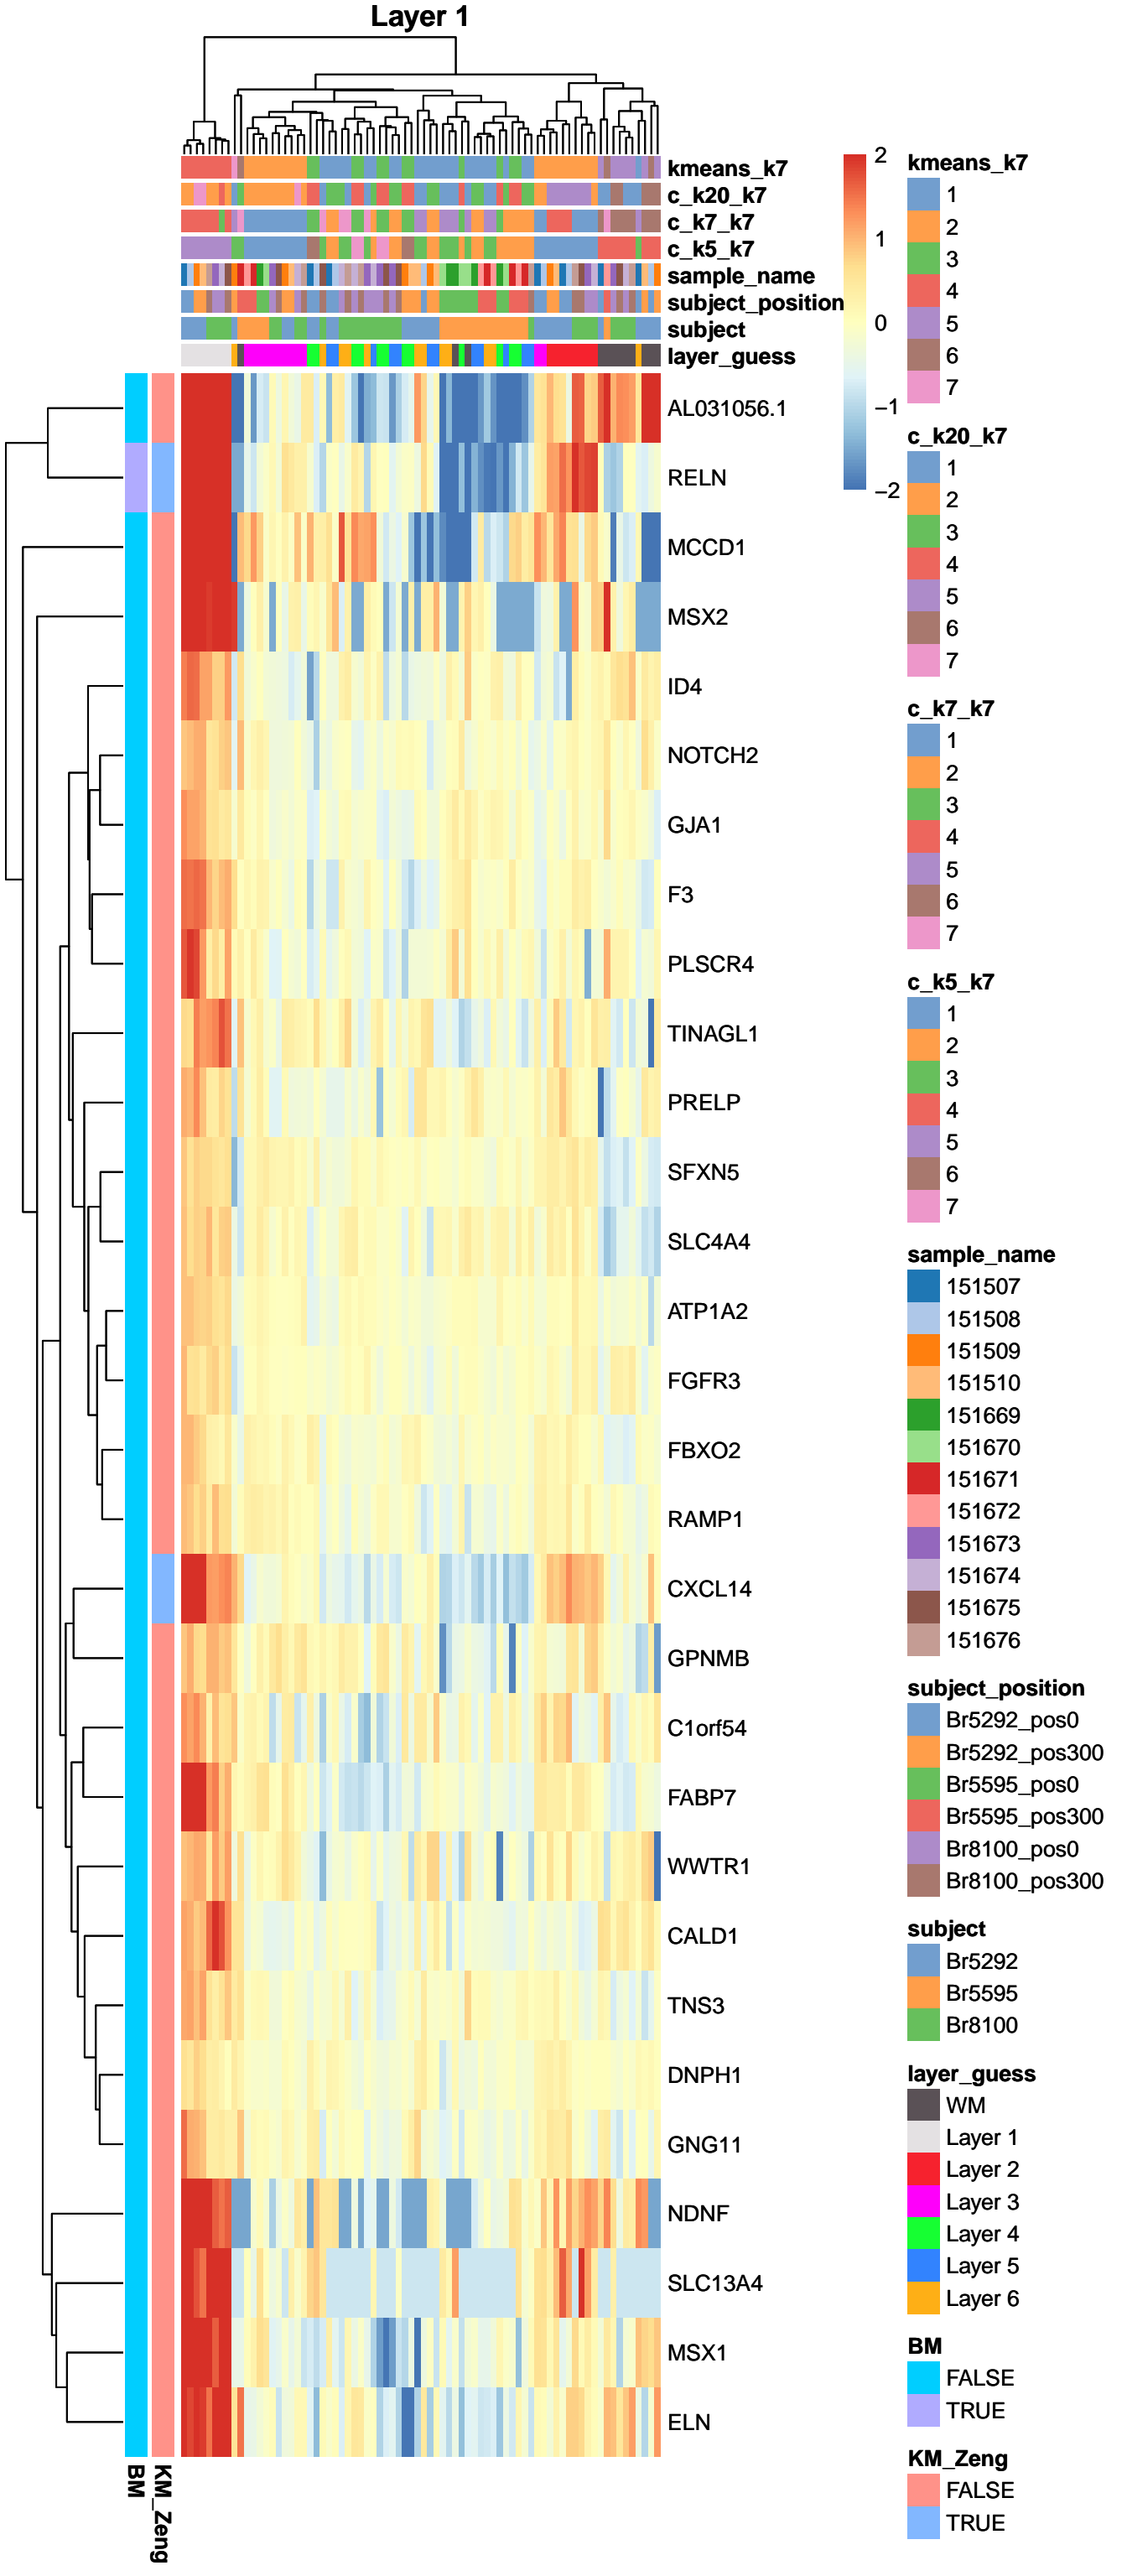 Layer 1
kmeans_k7
c_k20_k7
c_k7_k7
c_k5_k7
sample_name
subject_position
subject
layer_guess
AL031056.1
RELN
MCCD1
MSX2
ID4
NOTCH2
GJA1
F3
PLSCR4
TINAGL1
PRELP
SFXN5
SLC4A4
ATP1A2
FGFR3
FBXO2
RAMP1
CXCL14
GPNMB
C1orf54
FABP7
WWTR1
CALD1
TNS3
DNPH1
GNG11
NDNF
SLC13A4
MSX1
ELN
BM
KM_Zeng
2
1
0
−1
−2
kmeans_k7
1
2
3
4
5
6
7
c_k20_k7
1
2
3
4
5
6
7
c_k7_k7
1
2
3
4
5
6
7
c_k5_k7
1
2
3
4
5
6
7
sample_name
151507
151508
151509
151510
151669
151670
151671
151672
151673
151674
151675
151676
subject_position
Br5292_pos0
Br5292_pos300
Br5595_pos0
Br5595_pos300
Br8100_pos0
Br8100_pos300
subject
Br5292
Br5595
Br8100
layer_guess
WM
Layer 1
Layer 2
Layer 3
Layer 4
Layer 5
Layer 6
BM
FALSE
TRUE
KM_Zeng
FALSE
TRUE